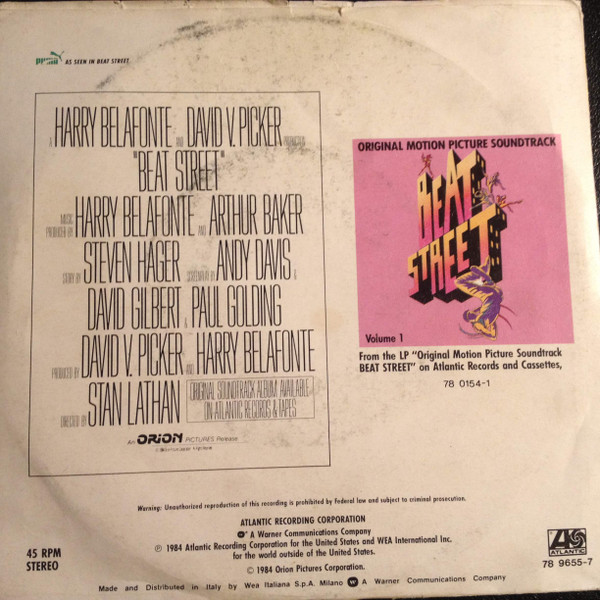 PUMA AS SEEN IN BEAT STREET
A HARRY BELAFONTE AND DAVID V. PICKER PRODUCTION
"BEAT STREET"
MUSIC PRODUCED BY HARRY BELAFONTE AND ARTHUR BAKER
STORY BY STEVEN HAGER SCREENPLAY BY ANDY DAVIS &
DAVID GILBERT & PAUL GOLDING
PRODUCED BY DAVID V. PICKER AND HARRY BELAFONTE
DIRECTED BY STAN LATHAN
ORIGINAL SOUNDTRACK ALBUM AVAILABLE
ON ATLANTIC RECORDS & TAPES
An ORION PICTURES Release
ORIGINAL MOTION PICTURE SOUNDTRACK
BEAT
STREET
Volume 1
From the LP "Original Motion Picture Soundtrack
BEAT STREET" on Atlantic Records and Cassettes,
78 0154-1
Warning: Unauthorized reproduction of this recording is prohibited by Federal law and subject to criminal prosecution.
ATLANTIC RECORDING CORPORATION
A Warner Communications Company
℗ 1984 Atlantic Recording Corporation for the United States and WEA International Inc.
for the world outside of the United States.
© 1984 Orion Pictures Corporation.
45 RPM
STEREO
ATLANTIC
78 9655-7
Made and Distributed in Italy by Wea Italiana S.p.A. Milano A Warner Communications Company